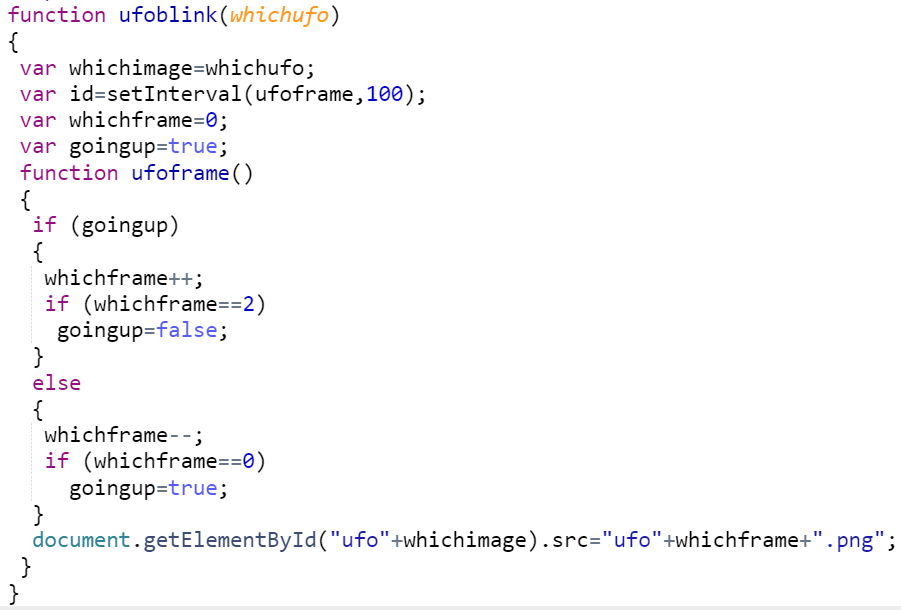 function ufoblink(whichufo)
{
 var whichimage=whichufo;
 var id=setInterval(ufoframe,100);
 var whichframe=0;
 var goingup=true;
 function ufoframe()
 {
  if (goingup)
  {
   whichframe++;
   if (whichframe==2)
    goingup=false;
  }
  else
  {
   whichframe--;
   if (whichframe==0)
     goingup=true;
  }
  document.getElementById("ufo"+whichimage).src="ufo"+whichframe+".png";
 }
}